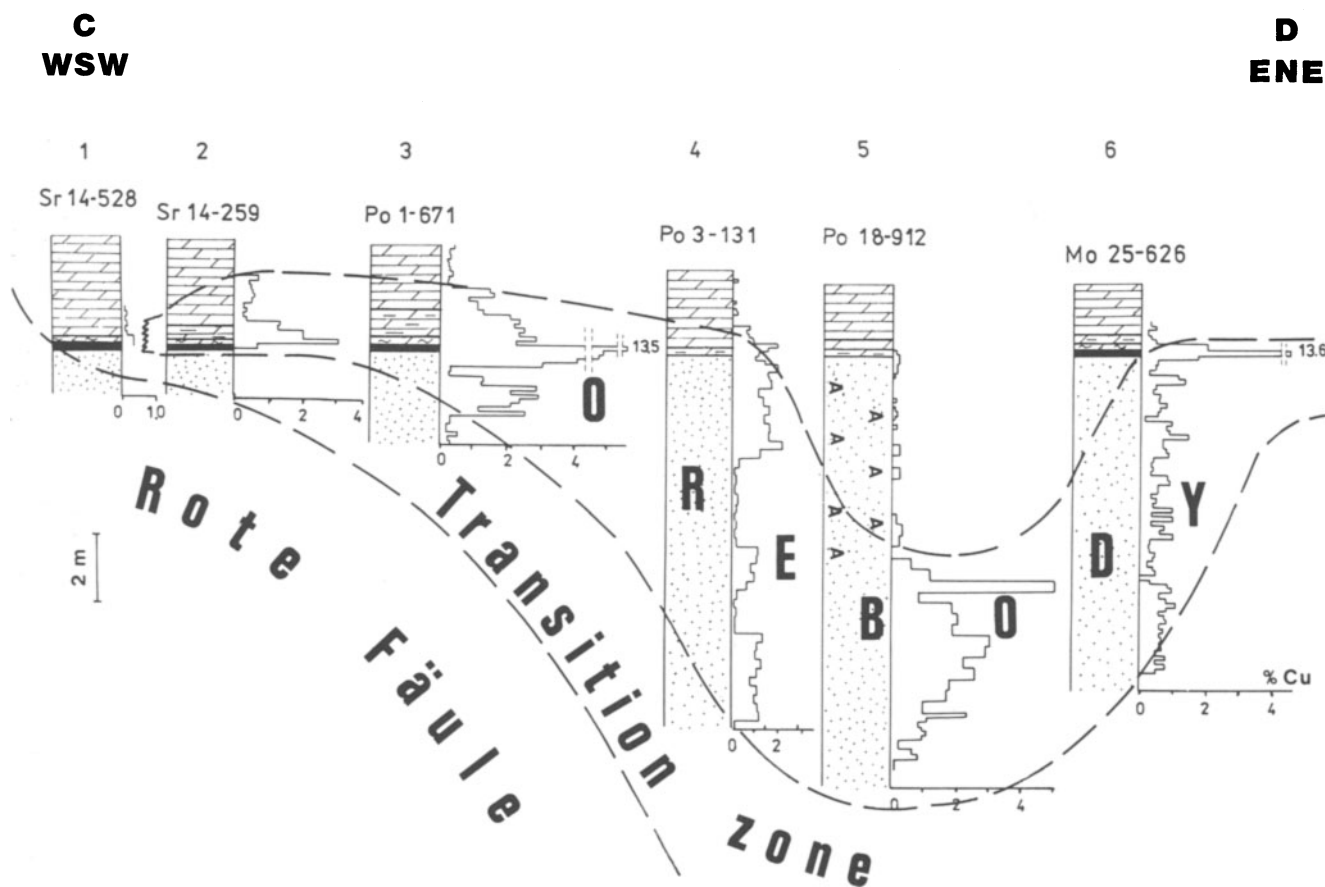 C
WSW
D
ENE
1 2 3 4 5 6
Sr 14-528
Sr 14-259
Po 1-671
Po 3-131
Po 18-912
Mo 25-626
13.5
13.6
0 1,0
0 2 4
0 2 4
0 2
0 2 4
0 2 4
% Cu
A
A
A
A
A
A
A
A
O R E B O D Y
Rote Fäule
Transition zone
2 m